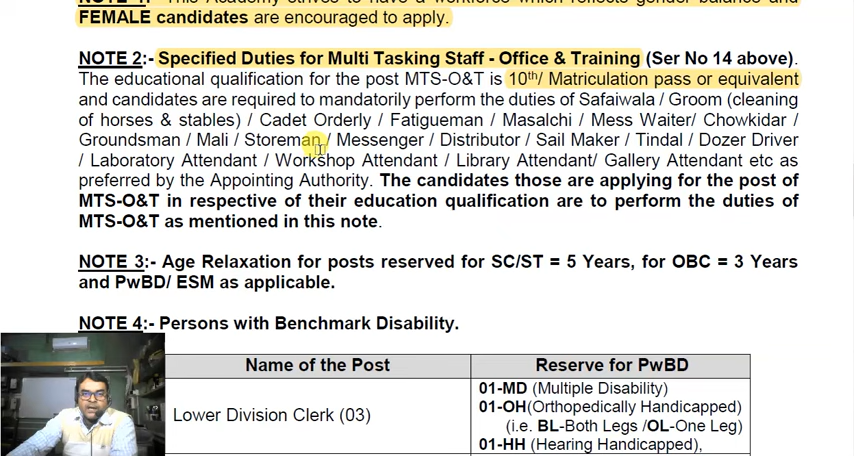 FEMALE candidates are encouraged to apply.
NOTE 2:- Specified Duties for Multi Tasking Staff - Office & Training (Ser No 14 above).
The educational qualification for the post MTS-O&T is 10th/ Matriculation pass or equivalent
and candidates are required to mandatorily perform the duties of Safaiwala / Groom (cleaning
of horses & stables) / Cadet Orderly / Fatigueman / Masalchi / Mess Waiter/ Chowkidar /
Groundsman / Mali / Storeman / Messenger / Distributor / Sail Maker / Tindal / Dozer Driver
/ Laboratory Attendant / Workshop Attendant / Library Attendant/ Gallery Attendant etc as
preferred by the Appointing Authority. The candidates those are applying for the post of
MTS-O&T in respective of their education qualification are to perform the duties of
MTS-O&T as mentioned in this note.
NOTE 3:- Age Relaxation for posts reserved for SC/ST = 5 Years, for OBC = 3 Years
and PwBD/ ESM as applicable.
NOTE 4:- Persons with Benchmark Disability.
Name of the Post
Reserve for PwBD
Lower Division Clerk (03)
01-MD (Multiple Disability)
01-OH(Orthopedically Handicapped)
(i.e. BL-Both Legs /OL-One Leg)
01-HH (Hearing Handicapped),